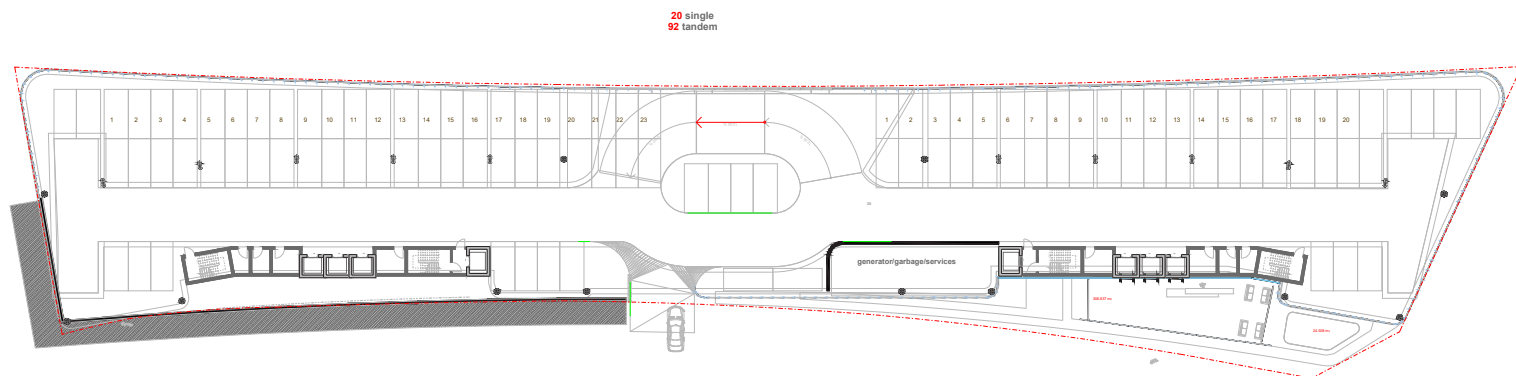 20 single
92 tandem
1 2 3 4 5 6 7 8 9 10 11 12 13 14 15 16 17 18 19 20 21 22 23
1 2 3 4 5 6 7 8 9 10 11 12 13 14 15 16 17 18 19 20
generator/garbage/services